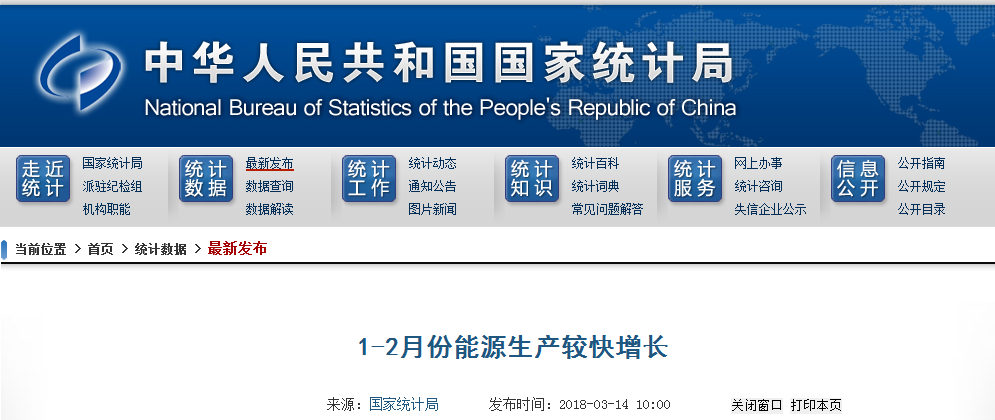 中华人民共和国国家统计局
National Bureau of Statistics of the People's Republic of China
走近统计 国家统计局 派驻纪检组 机构职能
统计数据 最新发布 数据查询 数据解读
统计工作 统计动态 通知公告 图片新闻
统计知识 统计百科 统计词典 常见问题解答
统计服务 网上办事 统计咨询 失信企业公示
信息公开 公开指南 公开规定 公开目录
当前位置 > 首页 > 统计数据 > 最新发布
1-2月份能源生产较快增长
来源：国家统计局 发布时间：2018-03-14 10:00 关闭窗口 打印本页